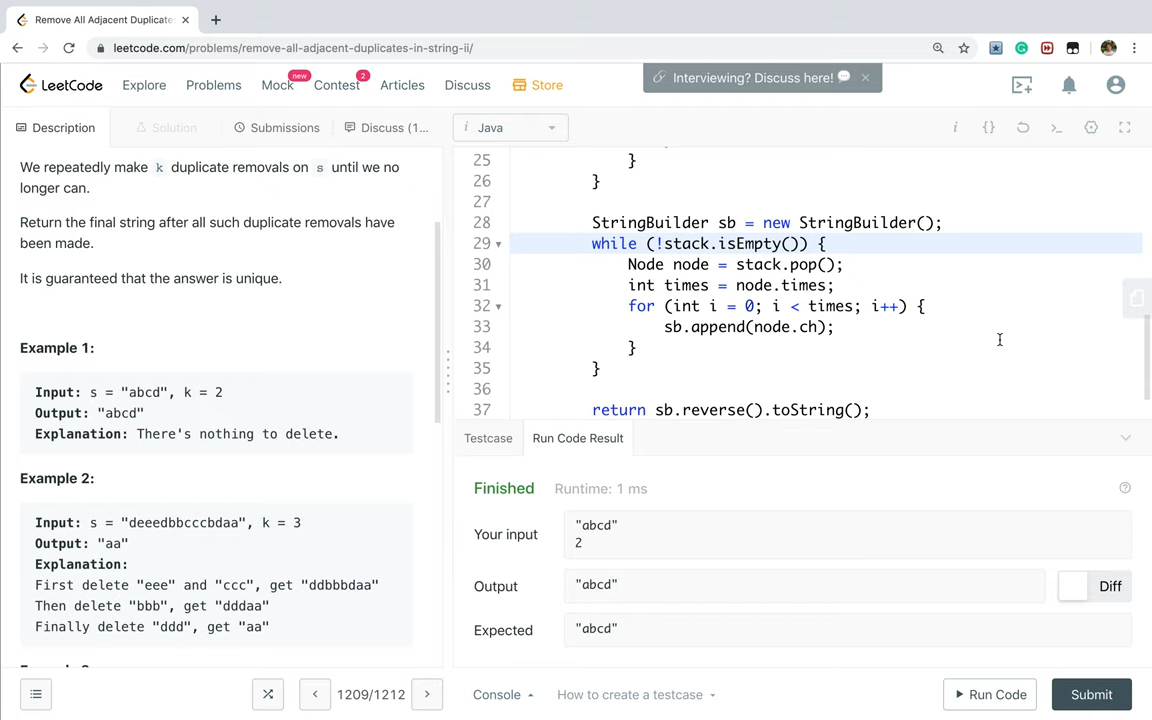 Remove All Adjacent Duplicate
leetcode.com/problems/remove-all-adjacent-duplicates-in-string-ii/
LeetCode Explore Problems Mock new Contest 2 Articles Discuss Store
Interviewing? Discuss here!
Description Solution Submissions Discuss (1...
i Java
We repeatedly make k duplicate removals on s until we no
longer can.
Return the final string after all such duplicate removals have
been made.
It is guaranteed that the answer is unique.
Example 1:
Input: s = "abcd", k = 2
Output: "abcd"
Explanation: There's nothing to delete.
Example 2:
Input: s = "deeedbbcccbdaa", k = 3
Output: "aa"
Explanation:
First delete "eee" and "ccc", get "ddbbbdaa"
Then delete "bbb", get "dddaa"
Finally delete "ddd", get "aa"
25 }
26 }
27
28 StringBuilder sb = new StringBuilder();
29 while (!stack.isEmpty()) {
30 Node node = stack.pop();
31 int times = node.times;
32 for (int i = 0; i < times; i++) {
33 sb.append(node.ch);
34 }
35 }
36
37 return sb.reverse().toString();
Testcase Run Code Result
Finished Runtime: 1 ms
Your input
"abcd"
2
Output "abcd" Diff
Expected "abcd"
1209/1212
Console How to create a testcase Run Code Submit